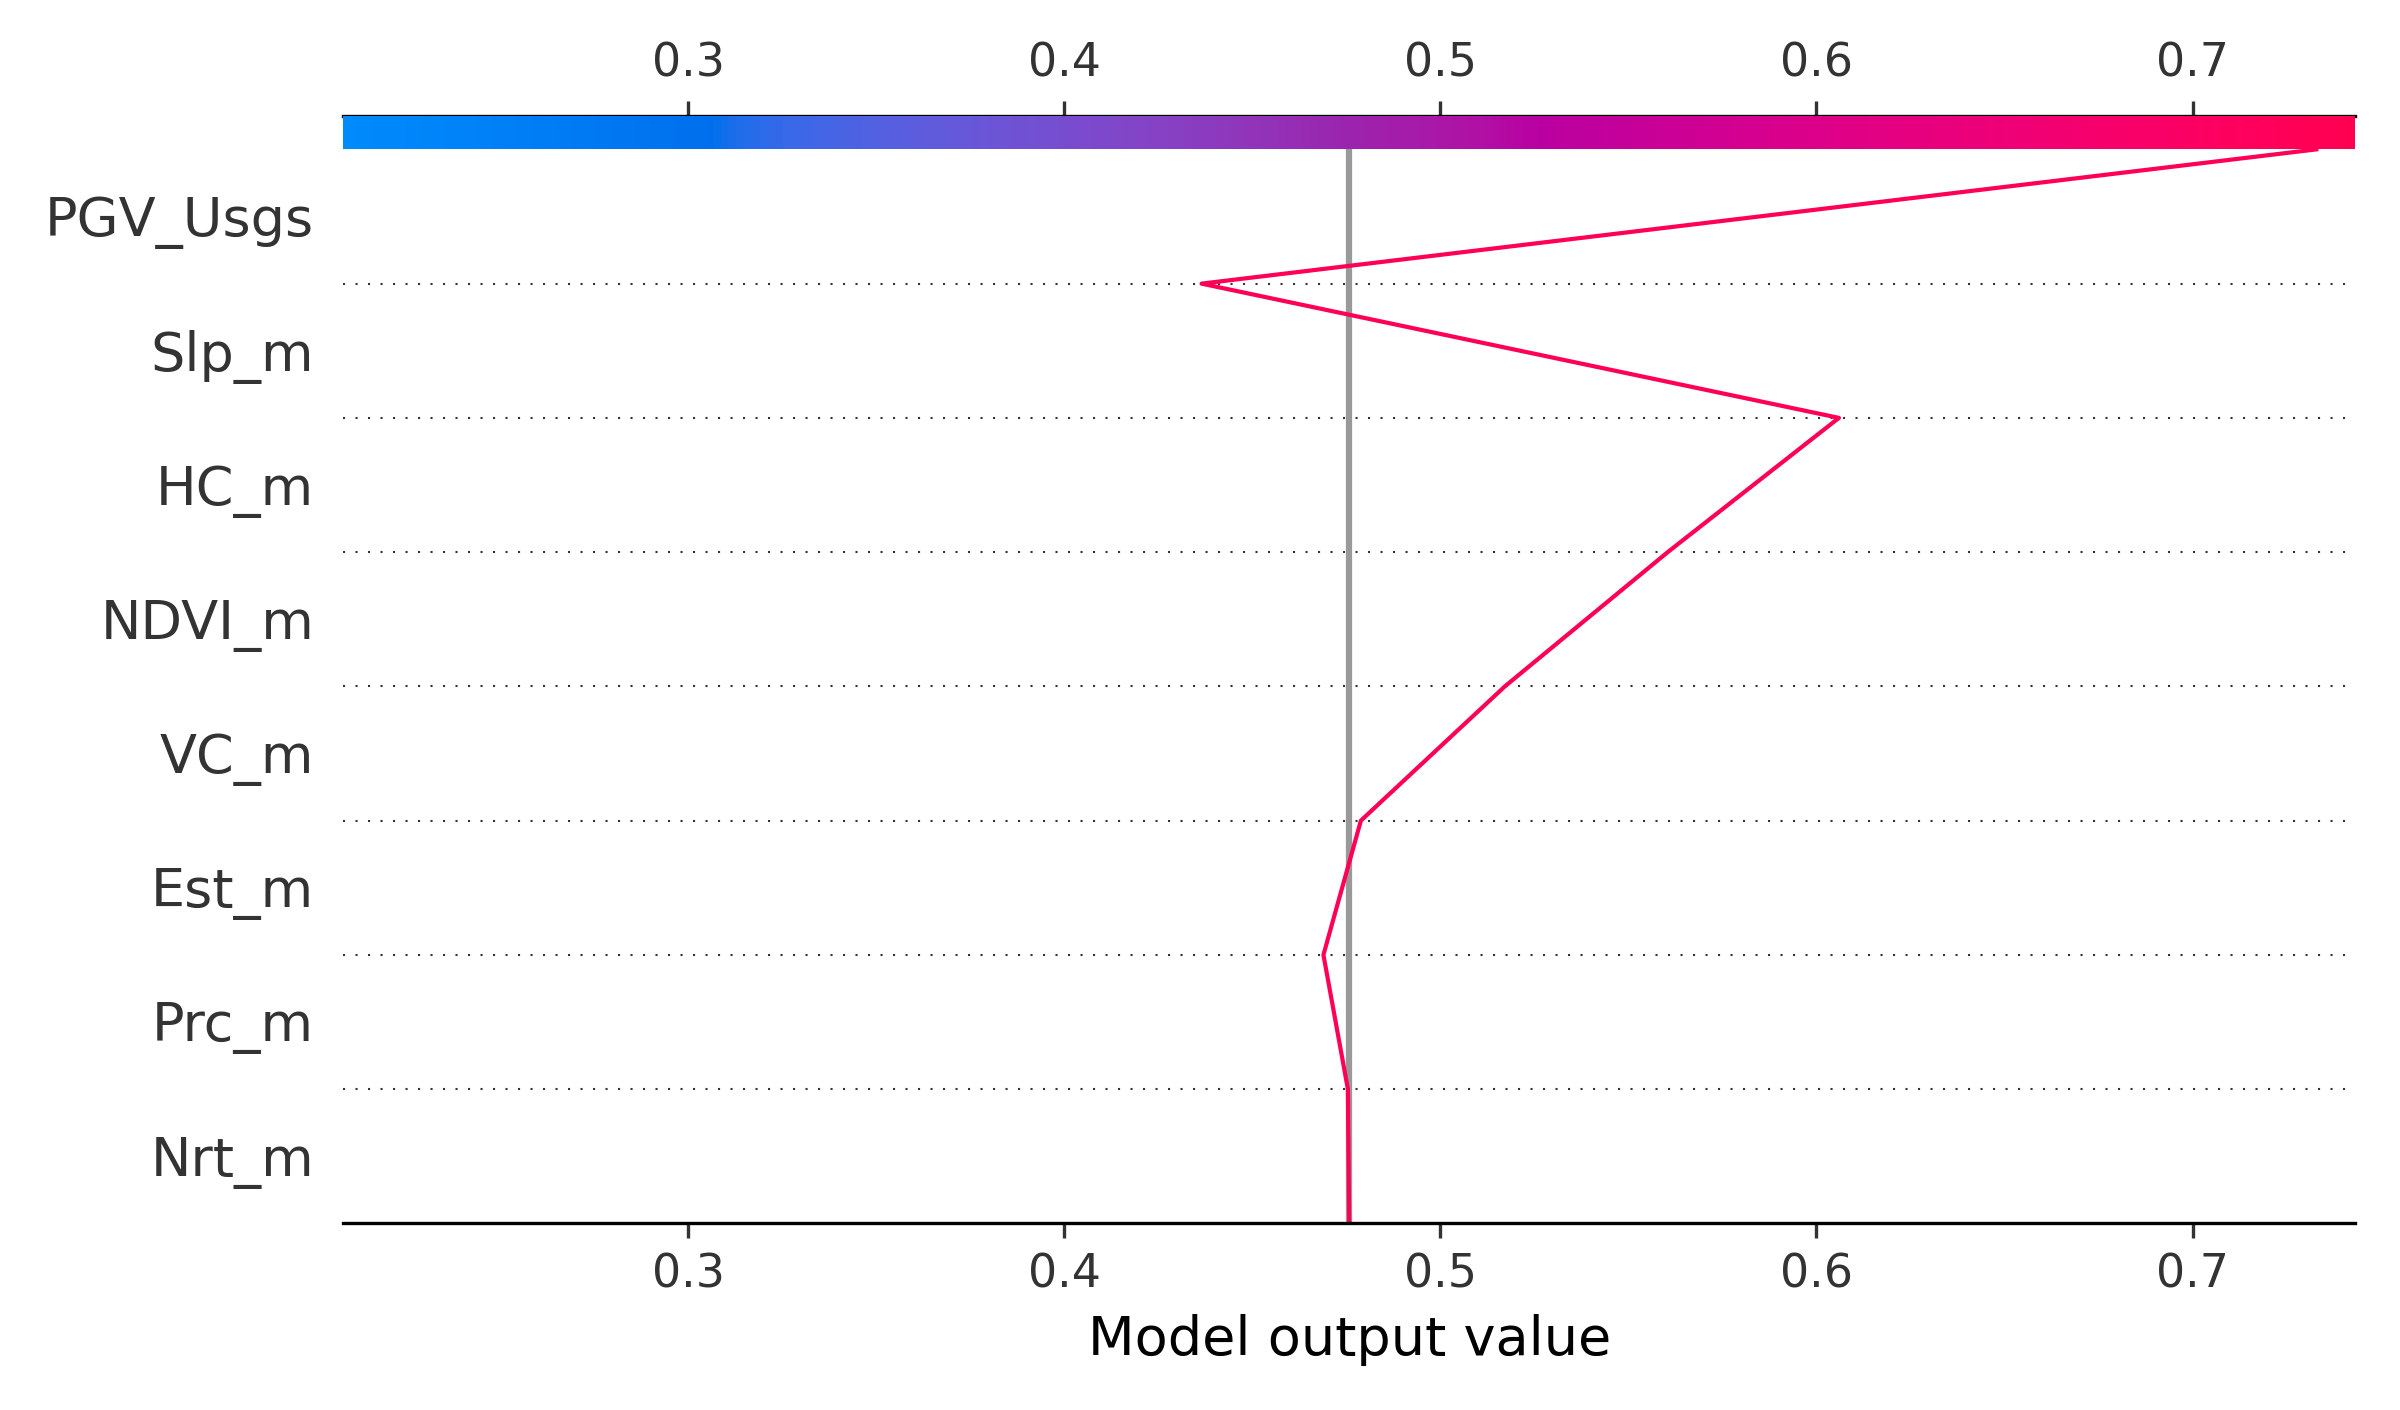 0.3 0.4 0.5 0.6 0.7
PGV_Usgs
Slp_m
HC_m
NDVI_m
VC_m
Est_m
Prc_m
Nrt_m
0.3 0.4 0.5 0.6 0.7
Model output value